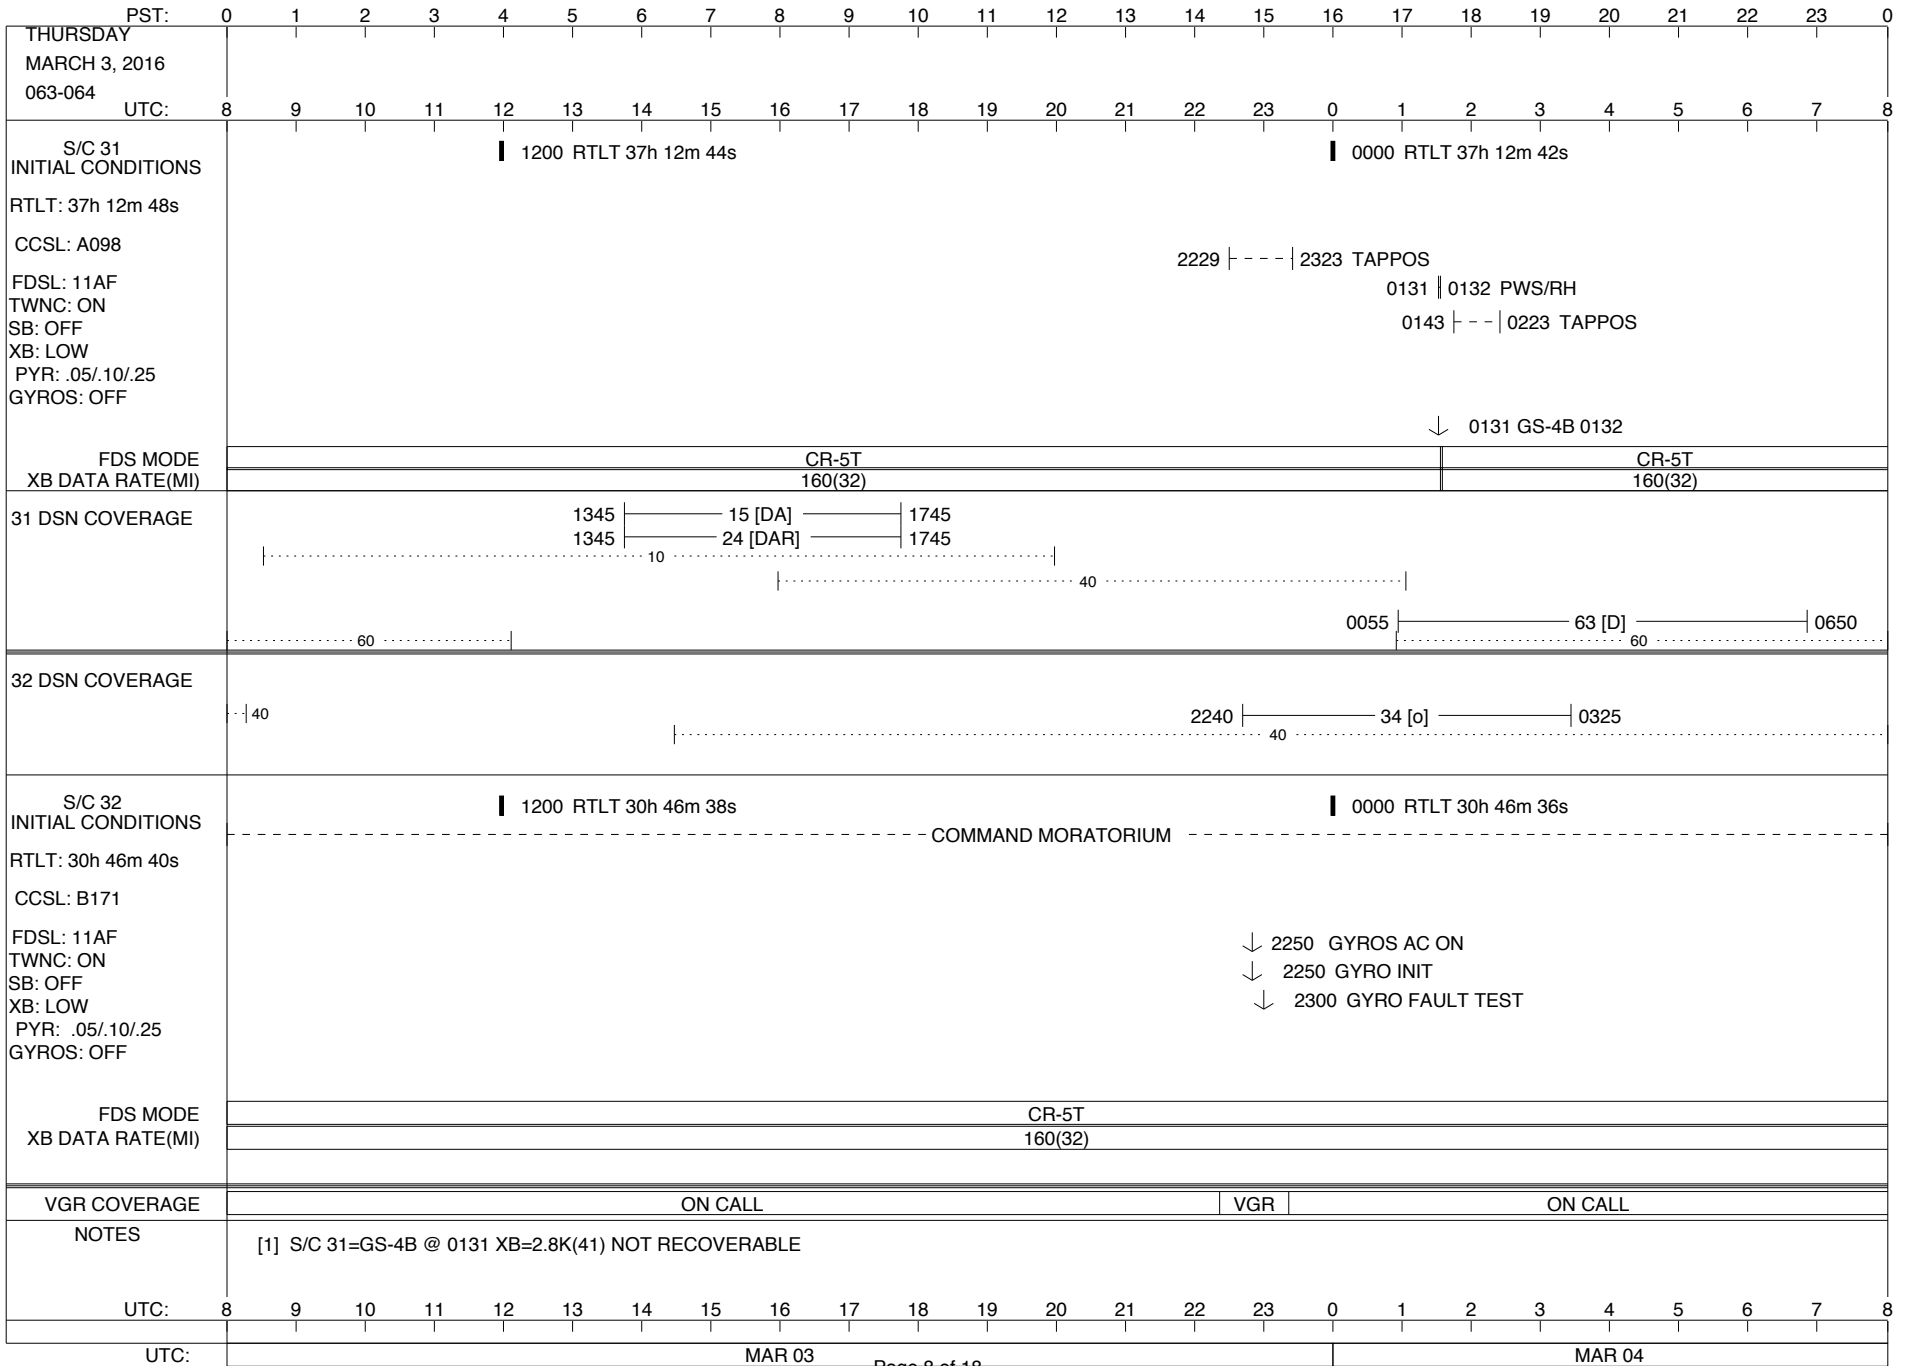 PST: 0 1 2 3 4 5 6 7 8 9 10 11 12 13 14 15 16 17 18 19 20 21 22 23 0
THURSDAY
MARCH 3, 2016
063-064
UTC: 8 9 10 11 12 13 14 15 16 17 18 19 20 21 22 23 0 1 2 3 4 5 6 7 8
S/C 31
INITIAL CONDITIONS
1200 RTLT 37h 12m 44s 0000 RTLT 37h 12m 42s
RTLT: 37h 12m 48s
CCSL: A098
2229 2323 TAPPOS
FDSL: 11AF
0131 0132 PWS/RH
TWNC: ON
SB: OFF
0143 0223 TAPPOS
XB: LOW
PYR: .05/.10/.25
GYROS: OFF
0131 GS-4B 0132
FDS MODE CR-5T CR-5T
XB DATA RATE(MI) 160(32) 160(32)
31 DSN COVERAGE
1345 15 [DA] 1745
1345 24 [DAR] 1745
10
40
0055 63 [D] 0650
60 60
32 DSN COVERAGE
40
2240 34 [o] 0325
40
S/C 32
INITIAL CONDITIONS
1200 RTLT 30h 46m 38s 0000 RTLT 30h 46m 36s
COMMAND MORATORIUM
RTLT: 30h 46m 40s
CCSL: B171
FDSL: 11AF
2250 GYROS AC ON
TWNC: ON
2250 GYRO INIT
SB: OFF
XB: LOW
2300 GYRO FAULT TEST
PYR: .05/.10/.25
GYROS: OFF
FDS MODE CR-5T
XB DATA RATE(MI) 160(32)
VGR COVERAGE ON CALL VGR ON CALL
NOTES
[1] S/C 31=GS-4B @ 0131 XB=2.8K(41) NOT RECOVERABLE
UTC: 8 9 10 11 12 13 14 15 16 17 18 19 20 21 22 23 0 1 2 3 4 5 6 7 8
UTC: MAR 03 MAR 04
Page 8 of 18